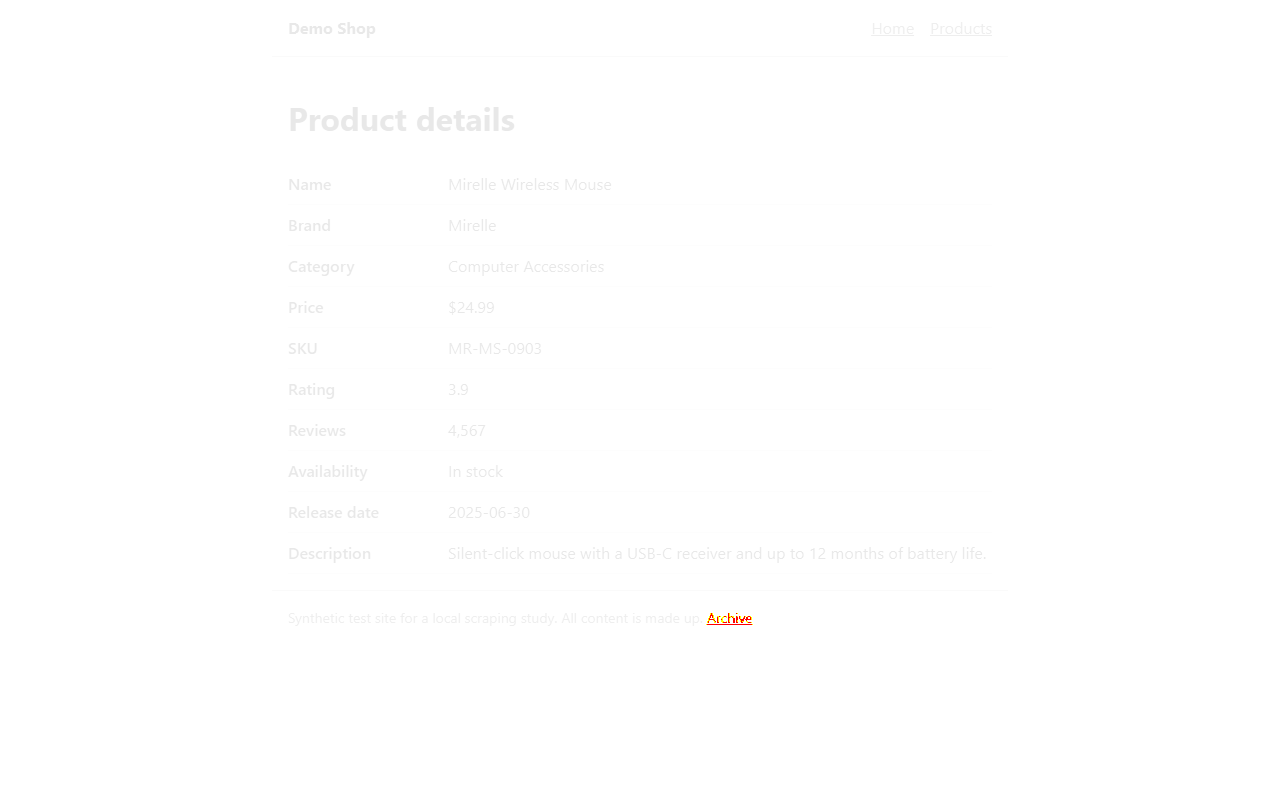 Demo Shop Home Products
Product details
Name Mirelle Wireless Mouse
Brand Mirelle
Category Computer Accessories
Price $24.99
SKU MR-MS-0903
Rating 3.9
Reviews 4,567
Availability In stock
Release date 2025-06-30
Description Silent-click mouse with a USB-C receiver and up to 12 months of battery life.
Synthetic test site for a local scraping study. All content is made up. Archive